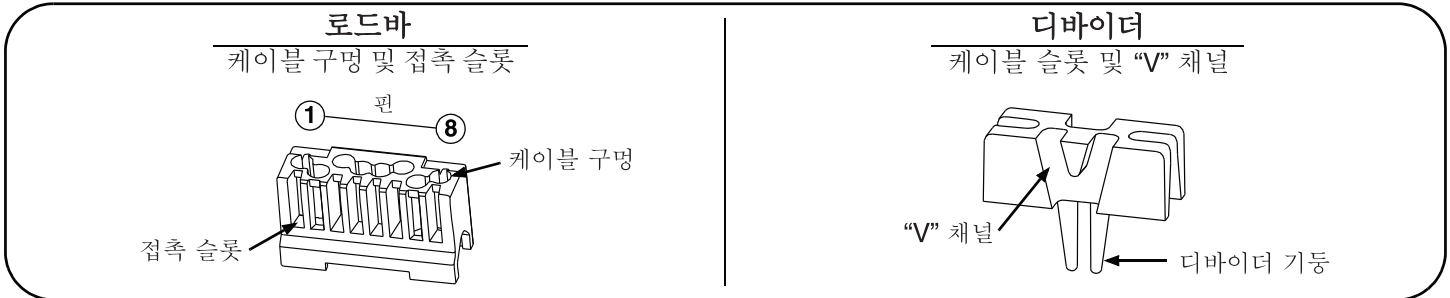 로드바
케이블 구멍 및 접촉 슬롯
핀
1
8
케이블 구멍
접촉 슬롯
디바이더
케이블 슬롯 및 “V” 채널
“V” 채널
디바이더 기둥